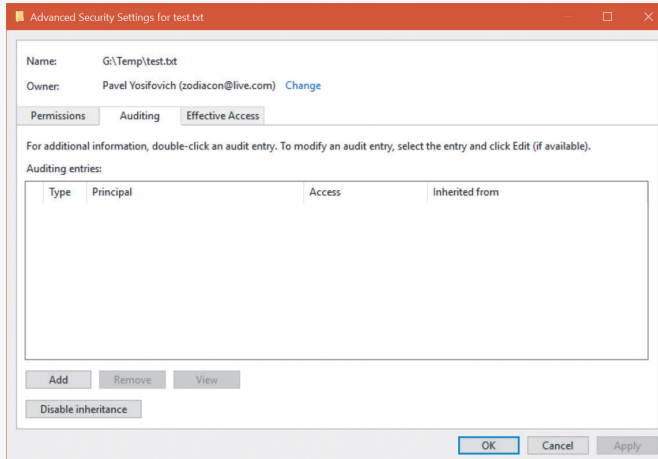 Advanced Security Settings for test.txt
Name: G:\Temp\test.txt
Owner: Pavel Yosifovich (zodiacon@live.com) Change
Permissions Auditing Effective Access
For additional information, double-click an audit entry. To modify an audit entry, select the entry and click Edit (if available).
Auditing entries:
Type Principal Access Inherited from
Add Remove View
Disable inheritance
OK Cancel Apply